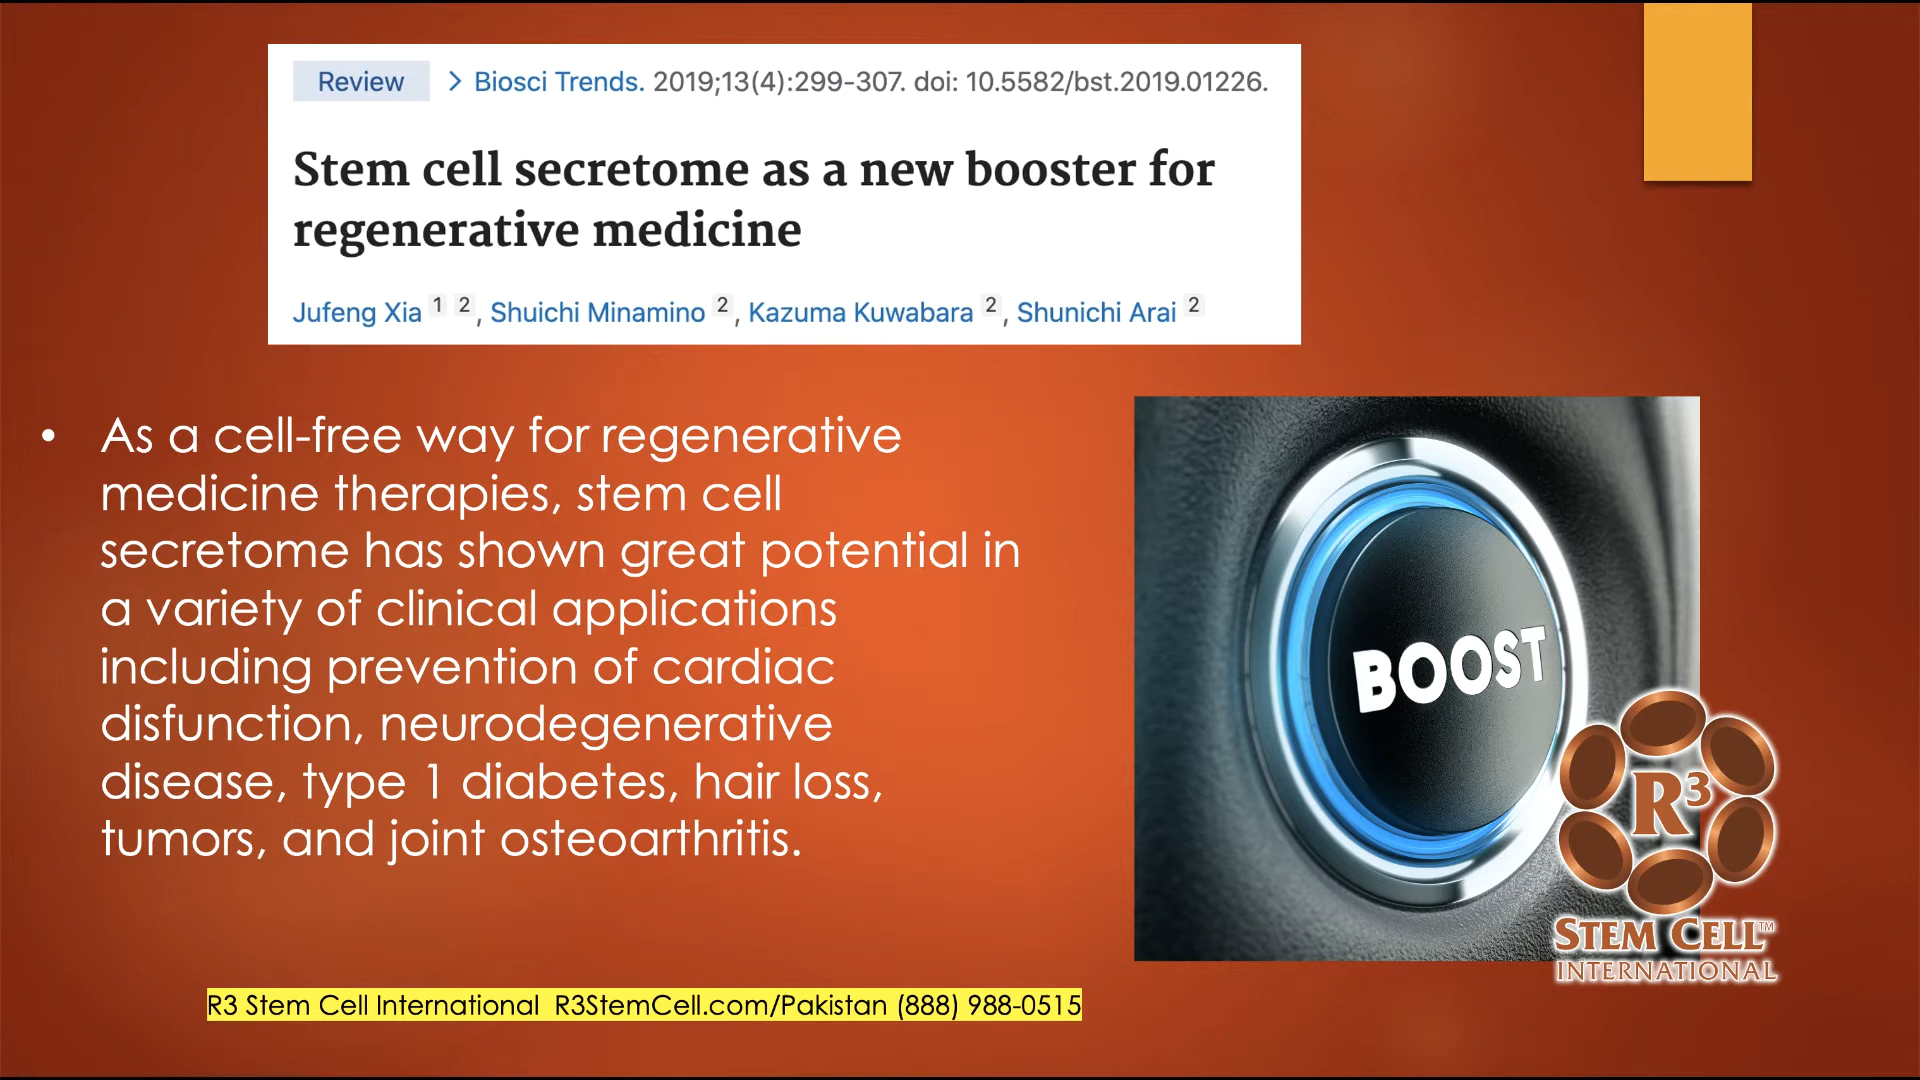 Review > Biosci Trends. 2019;13(4):299-307. doi: 10.5582/bst.2019.01226.
Stem cell secretome as a new booster for
regenerative medicine
Jufeng Xia 1 2, Shuichi Minamino 2, Kazuma Kuwabara 2, Shunichi Arai 2
• As a cell-free way for regenerative
medicine therapies, stem cell
secretome has shown great potential in
a variety of clinical applications
including prevention of cardiac
disfunction, neurodegenerative
disease, type 1 diabetes, hair loss,
tumors, and joint osteoarthritis.
BOOST
R3
STEM CELL™
INTERNATIONAL
R3 Stem Cell International R3StemCell.com/Pakistan (888) 988-0515